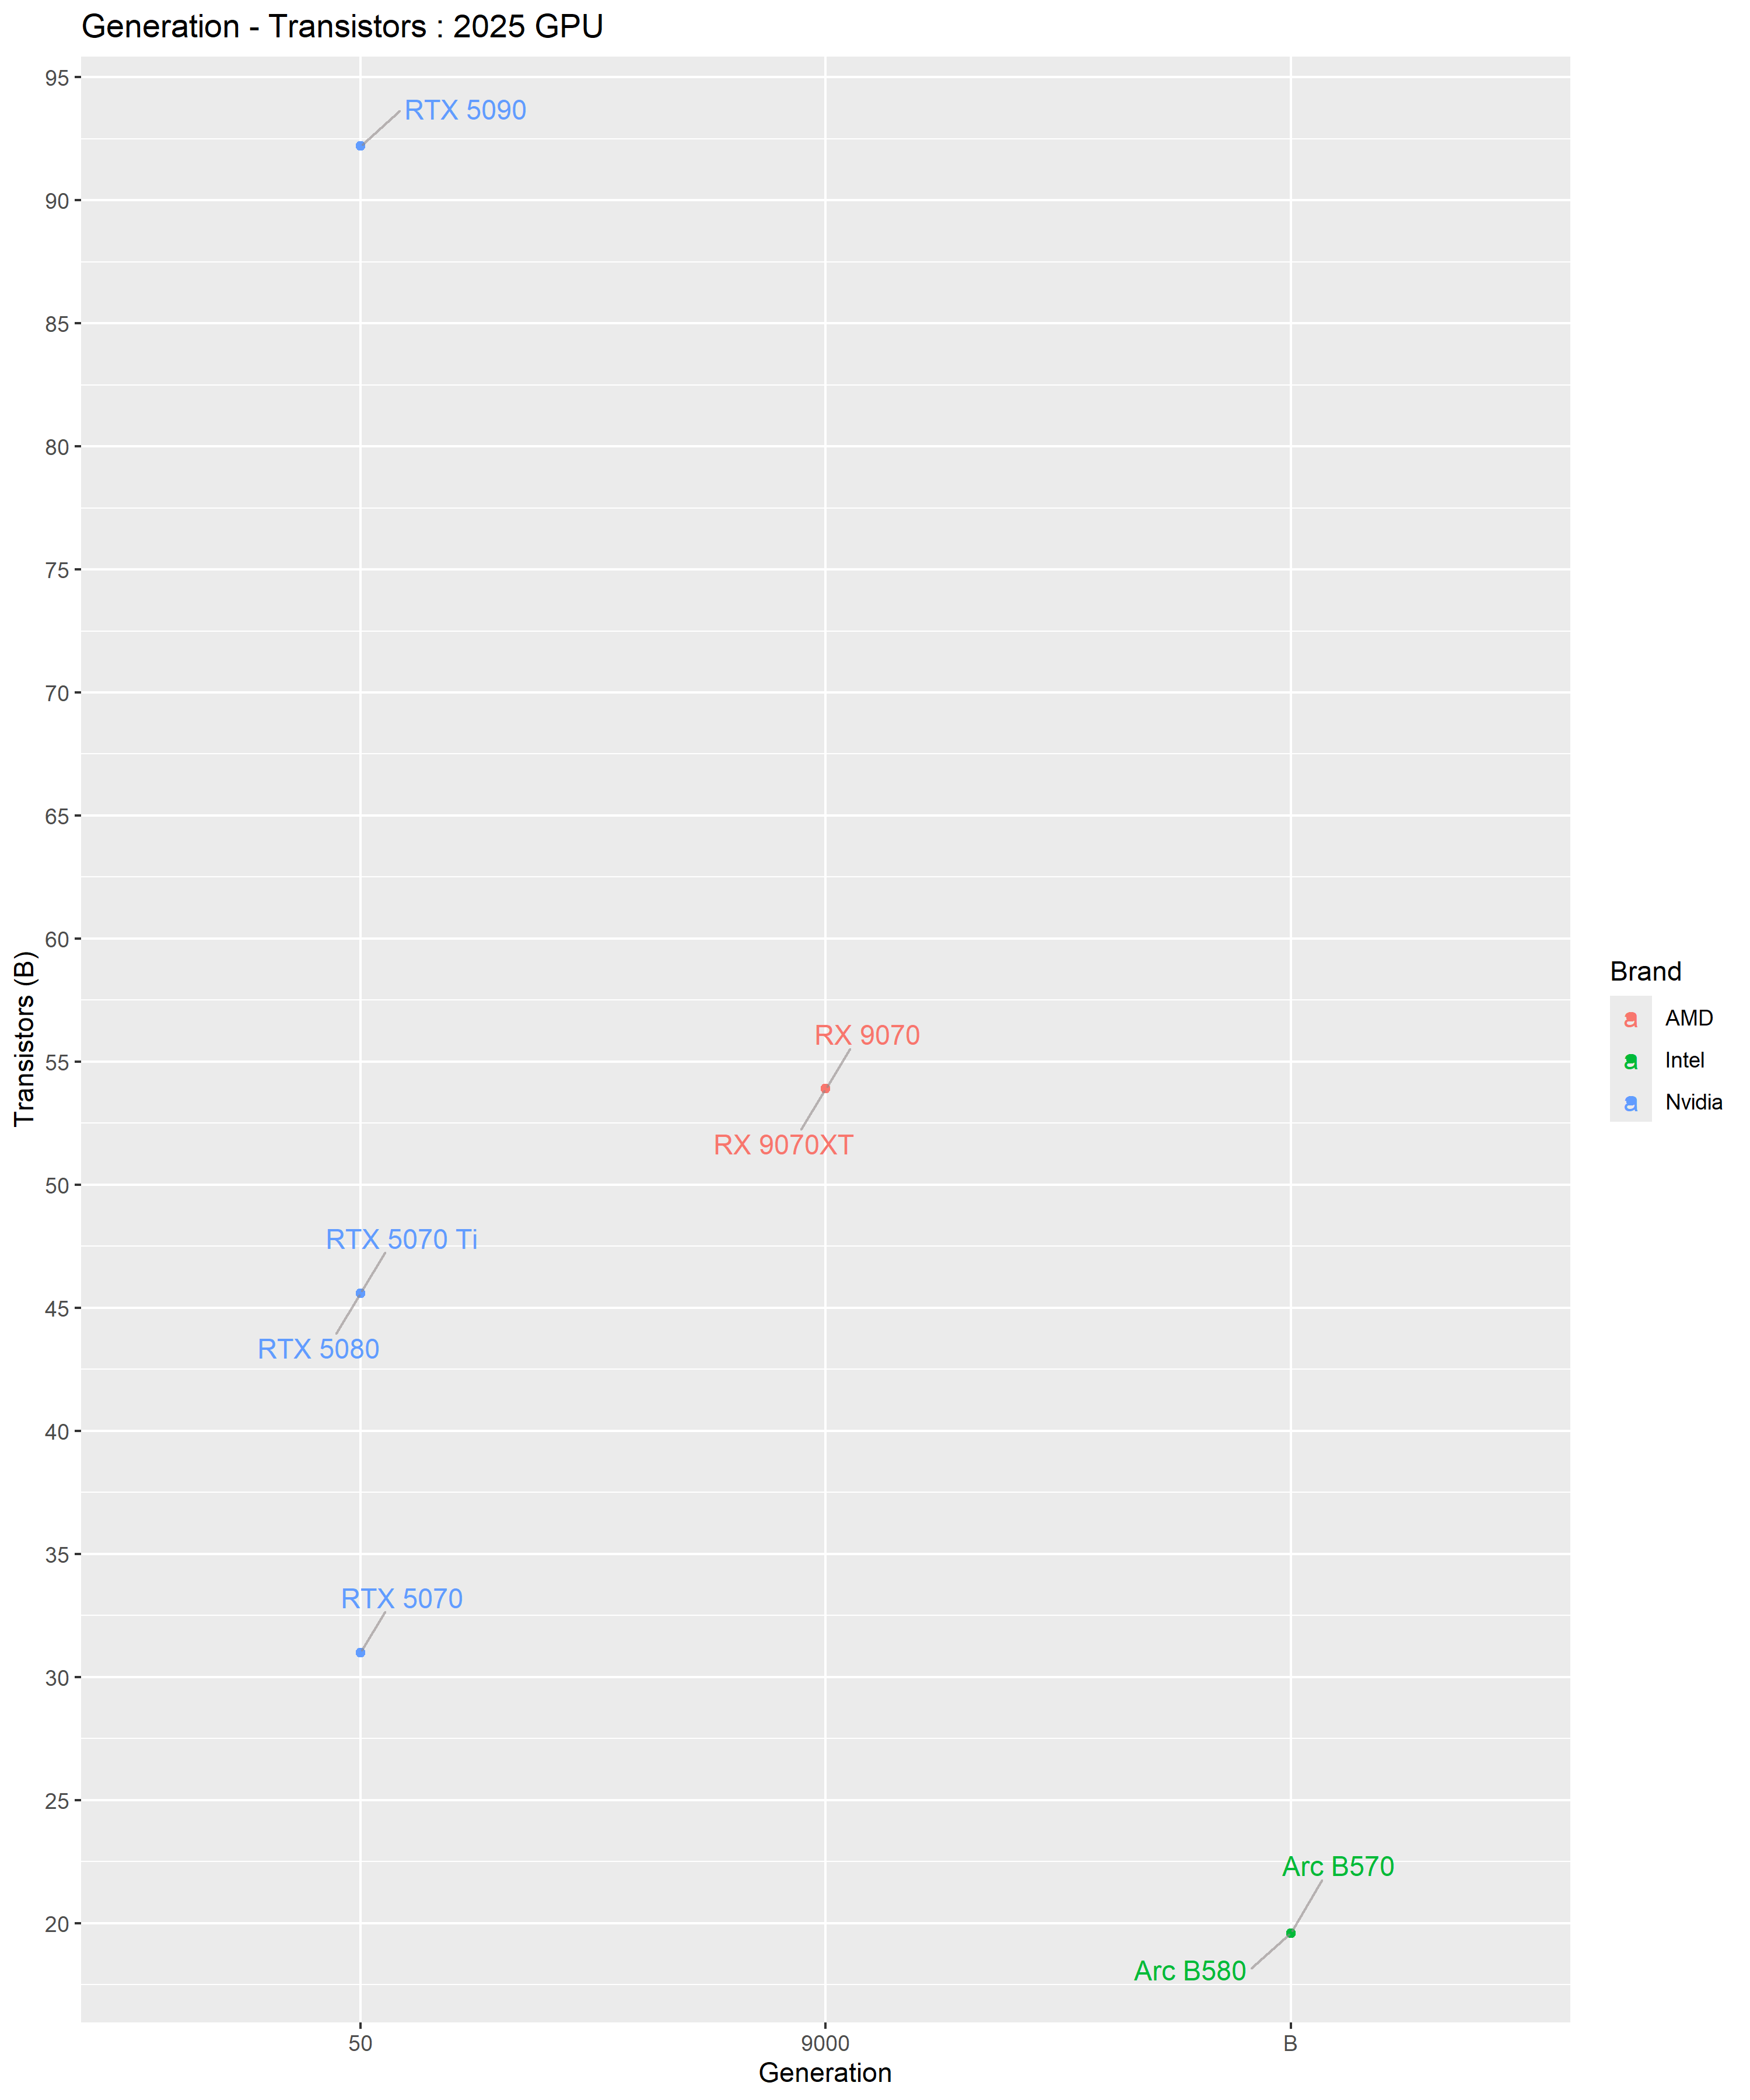 Generation - Transistors : 2025 GPU
95
90
85
80
75
70
65
60
55
50
45
40
35
30
25
20
Transistors (B)
RTX 5090
RX 9070
RX 9070XT
RTX 5070 Ti
RTX 5080
RTX 5070
Arc B570
Arc B580
50 9000 B
Generation
Brand
a AMD
a Intel
a Nvidia